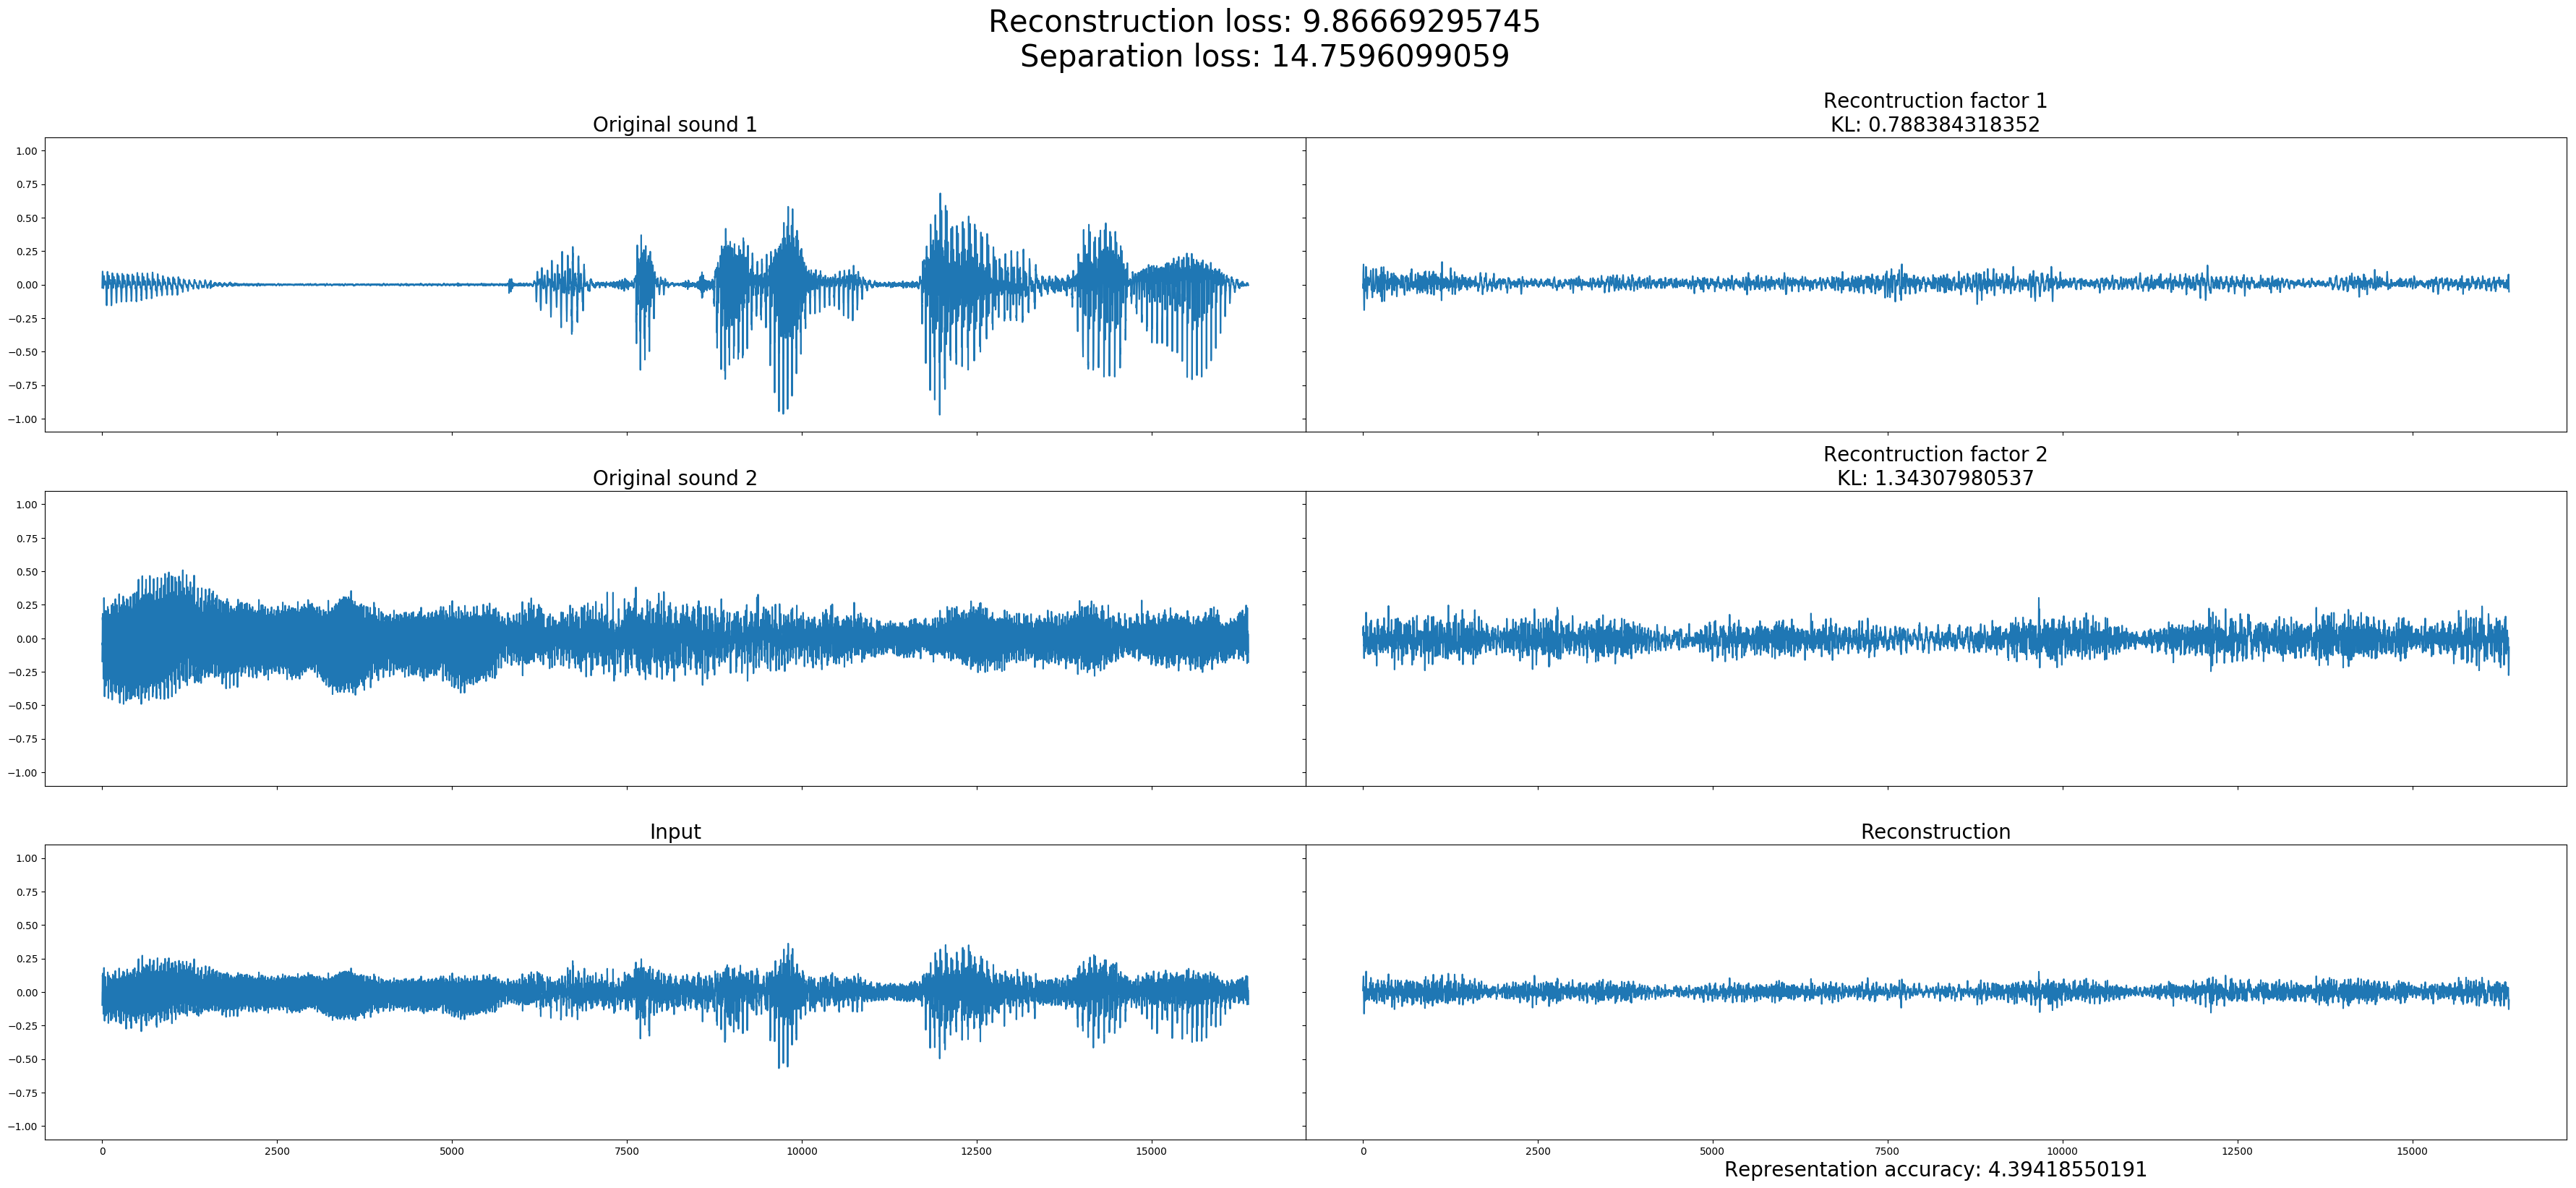 Reconstruction loss: 9.86669295745
Separation loss: 14.7596099059
Original sound 1
Recontruction factor 1
KL: 0.788384318352
1.00
0.75
0.50
0.25
0.00
−0.25
−0.50
−0.75
−1.00
Original sound 2
Recontruction factor 2
KL: 1.34307980537
1.00
0.75
0.50
0.25
0.00
−0.25
−0.50
−0.75
−1.00
Input
Reconstruction
1.00
0.75
0.50
0.25
0.00
−0.25
−0.50
−0.75
−1.00
0 2500 5000 7500 10000 12500 15000
0 2500 5000 7500 10000 12500 15000
Representation accuracy: 4.39418550191